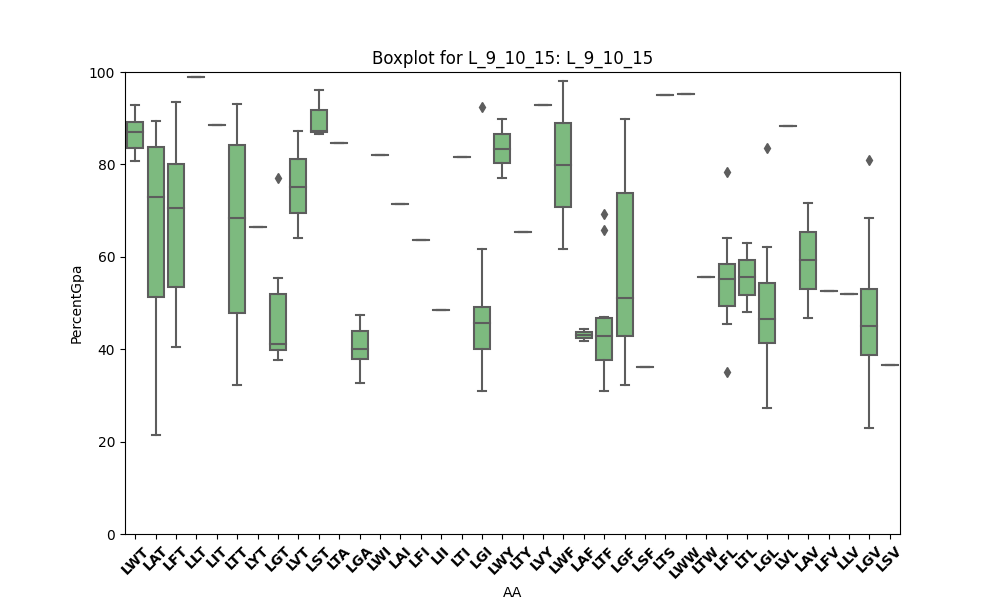 Boxplot for L_9_10_15: L_9_10_15
100
80
60
40
20
0
PercentGpa
LWT LAT LFT LLT LIT LTT LYT LGT LVT LST LTA LGA LWI LAI LFI LII LTI LGI LWY LTY LVY LWF LAF LTF LGF LSF LTS LWW LTW LFL LTL LGL LVL LAV LFV LLV LGV LSV
AA